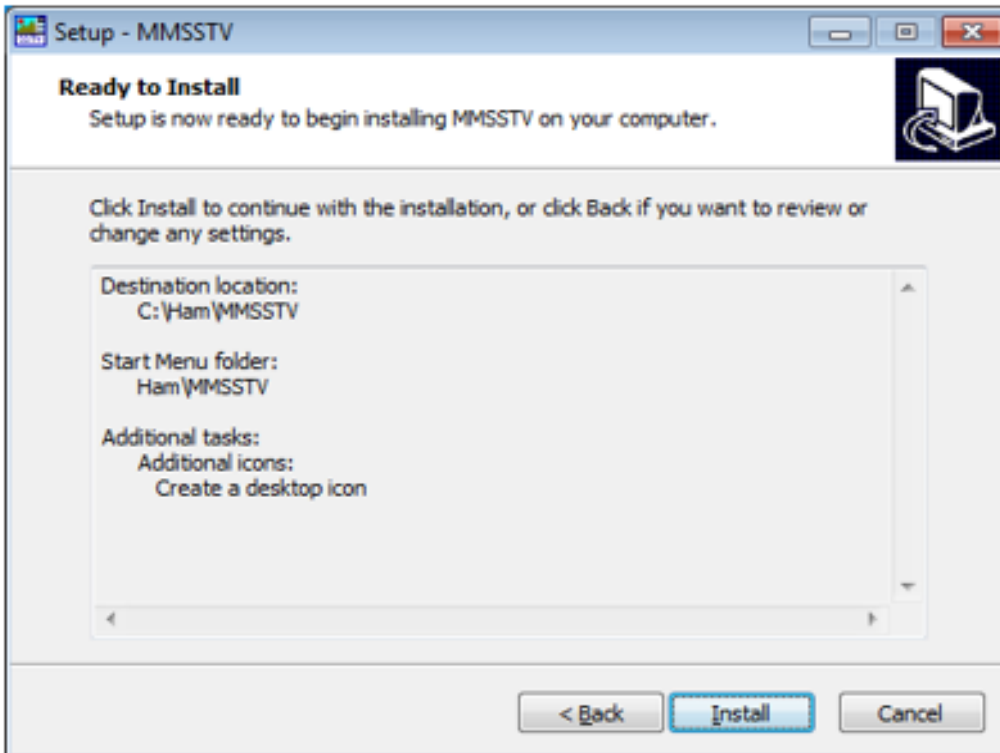 Setup - MMSSTV
Ready to Install
Setup is now ready to begin installing MMSSTV on your computer.
Click Install to continue with the installation, or click Back if you want to review or
change any settings.
Destination location:
C:\Ham\MMSSTV
Start Menu folder:
Ham\MMSSTV
Additional tasks:
Additional icons:
Create a desktop icon
< Back
Install
Cancel